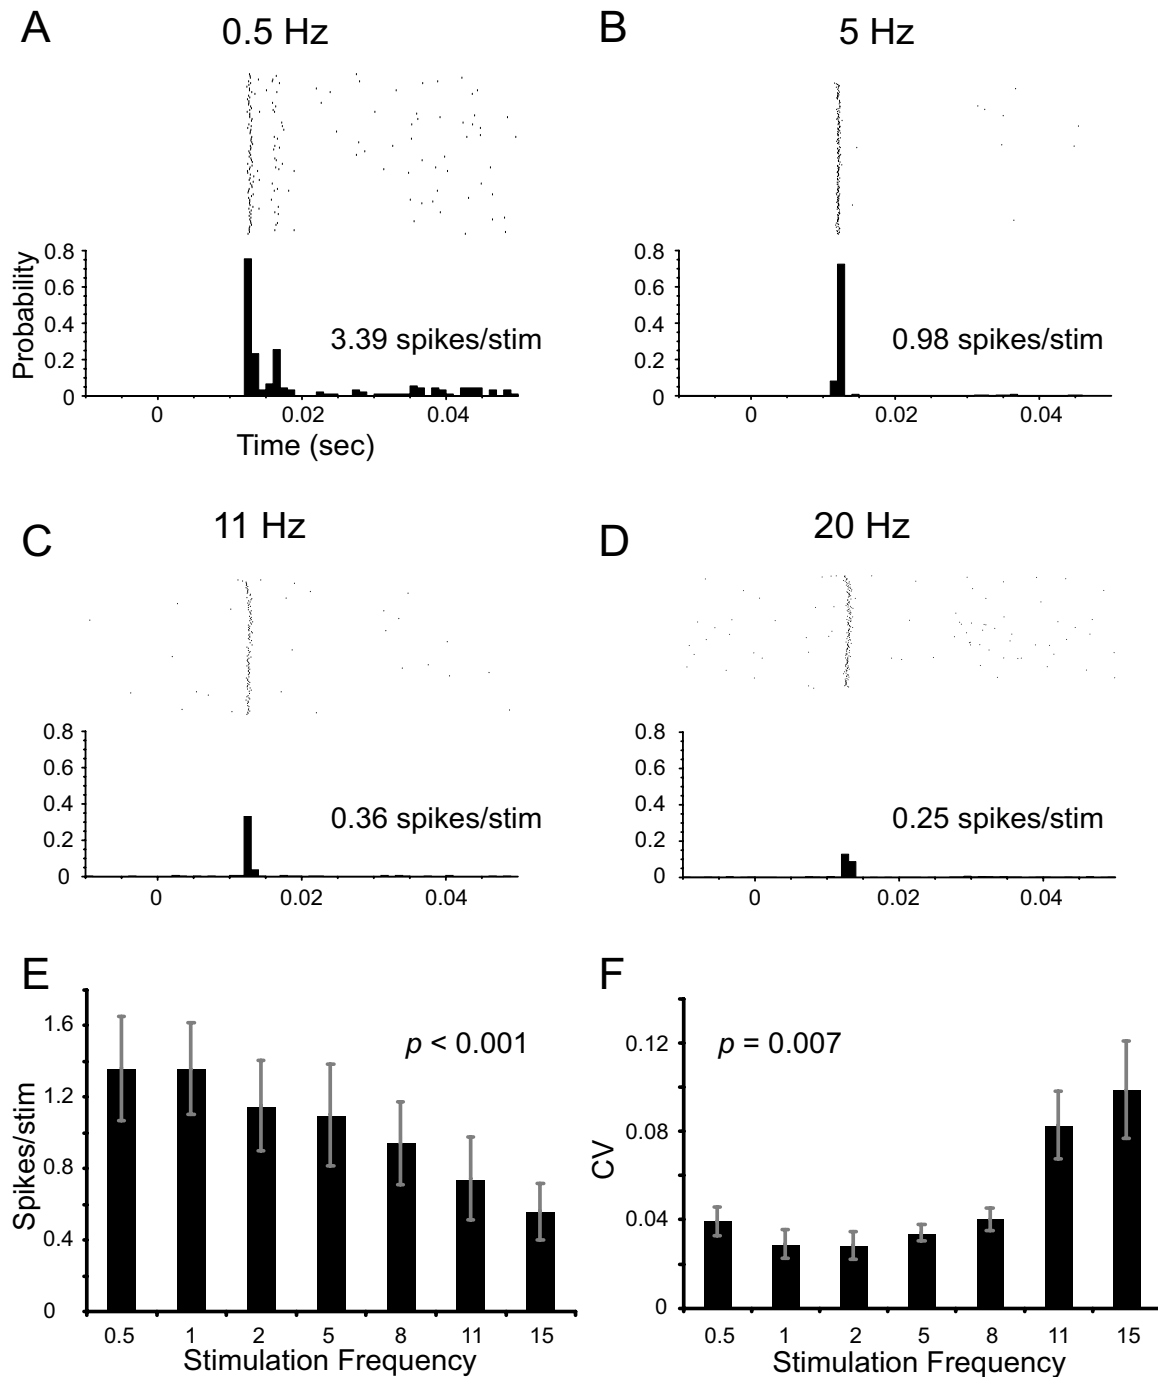 A
0.5 Hz
0.8
0.6
0.4
0.2
0
Probability
3.39 spikes/stim
0
0.02
0.04
Time (sec)
B
5 Hz
0.8
0.6
0.4
0.2
0
0.98 spikes/stim
0
0.02
0.04
C
11 Hz
0.8
0.6
0.4
0.2
0
0.36 spikes/stim
0
0.02
0.04
D
20 Hz
0.8
0.6
0.4
0.2
0
0.25 spikes/stim
0
0.02
0.04
E
1.6
1.2
0.8
0.4
0
Spikes/stim
p < 0.001
0.5
1
2
5
8
11
15
Stimulation Frequency
F
0.12
0.08
0.04
0
CV
p = 0.007
0.5
1
2
5
8
11
15
Stimulation Frequency